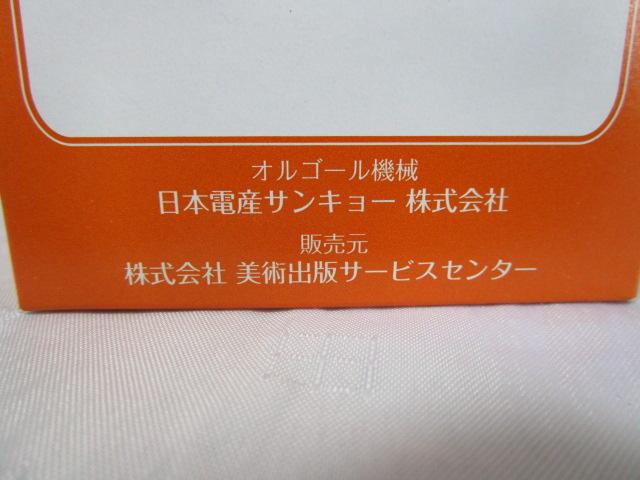 オルゴール機械
日本電産サンキョー 株式会社
販売元
株式会社 美術出版サービスセンター